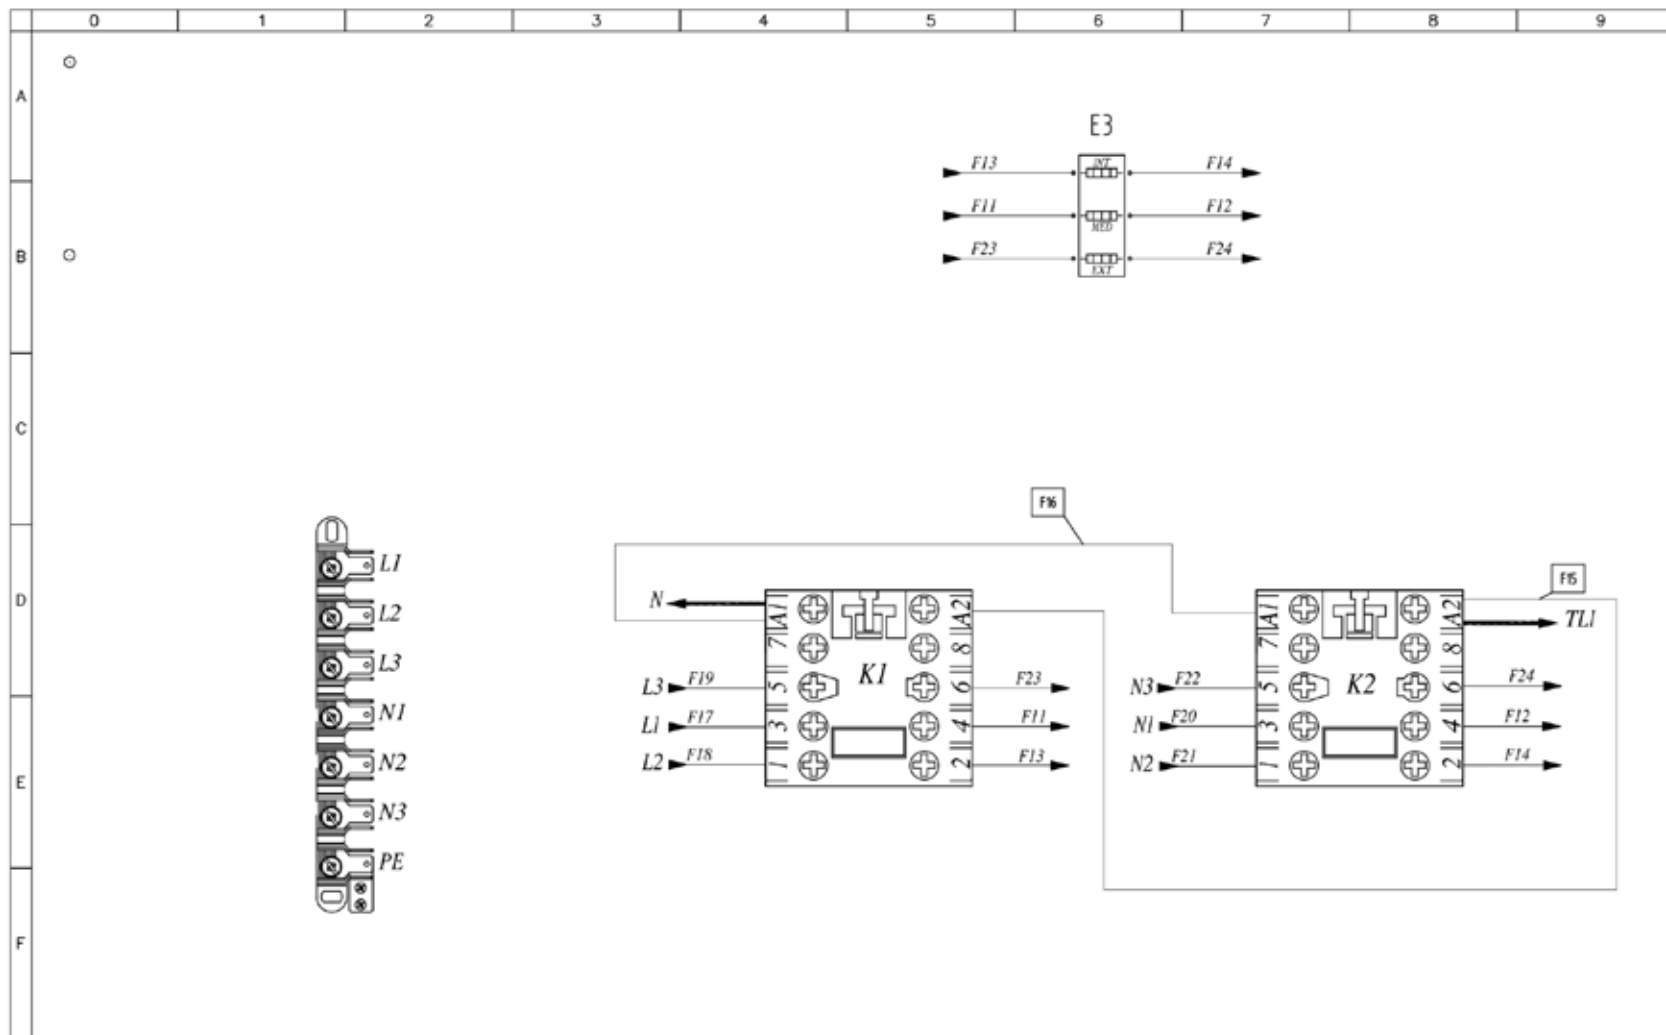 0 1 2 3 4 5 6 7 8 9
A
E3
F13 INT F14
F11 F12
MED
B
F23 F24
EXT
C
F16
L1
F15
D
N A1 A2 A1 A2 TL1
L2
7 8 7 8
L3
K1 K2
L3 F19 5 6 F23 N3 F22 5 6 F24
N1
L1 F17 3 4 F11 N1 F20 3 4 F12
N2
L2 F18 1 2 F13 N2 F21 1 2 F14
E
N3
PE
F